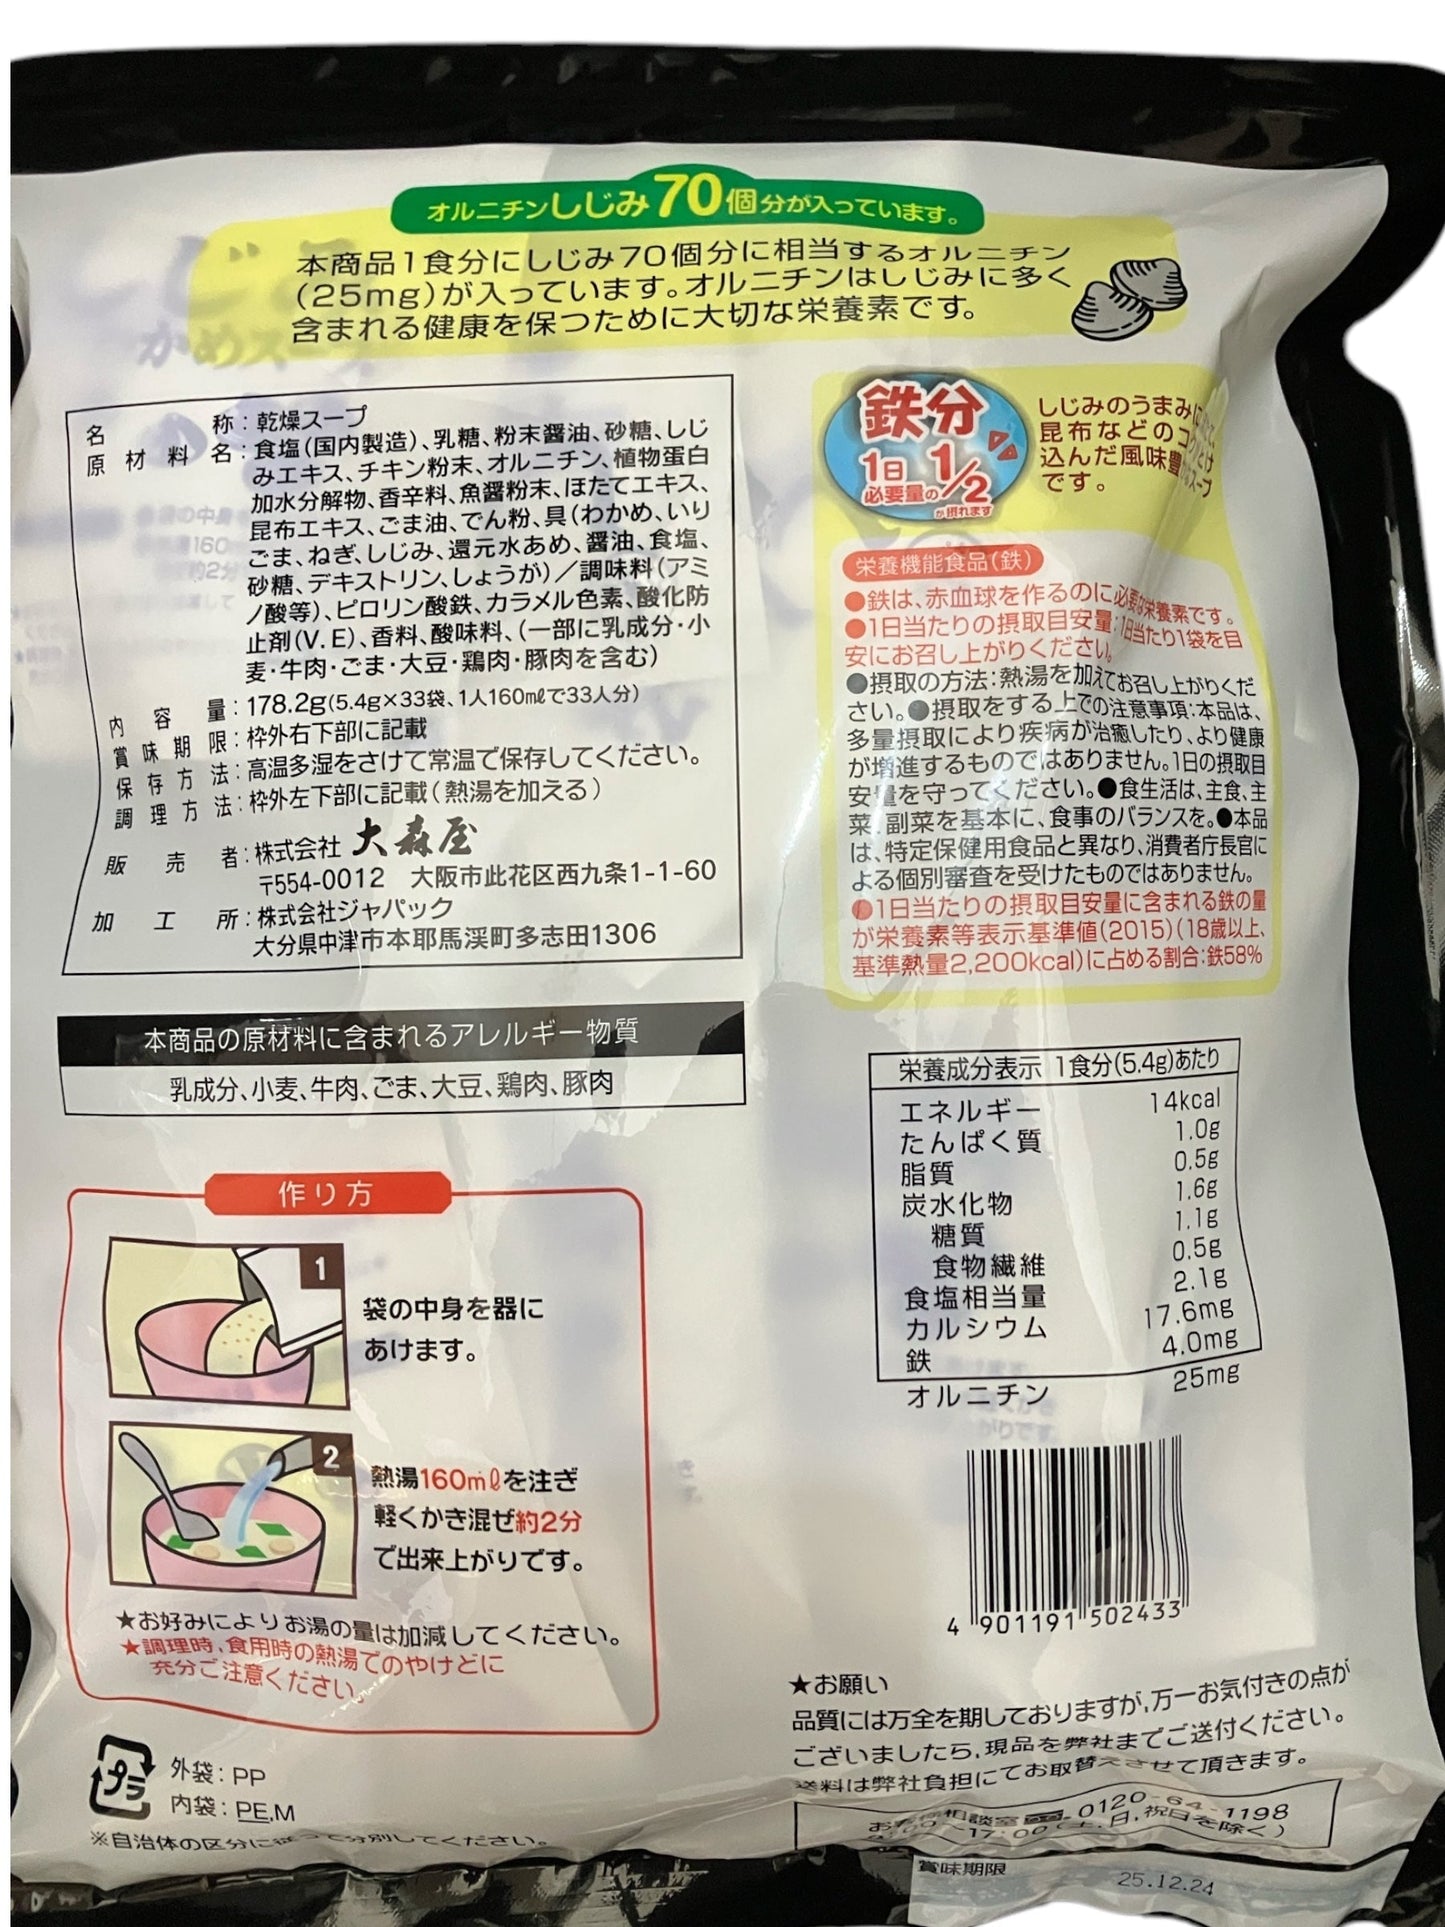 オルニチンしじみ70個分が入っています。
本商品1食分にしじみ70個分に相当するオルニチン
(25mg)が入っています。オルニチンはしじみに多く
含まれる健康を保つために大切な栄養素です。
名称:乾燥スープ
原材料名:食塩(国内製造)、乳糖、粉末醤油、砂糖、しじ
みエキス、チキン粉末、オルニチン、植物蛋白
加水分解物、香辛料、魚醤粉末、ほたてエキス、
昆布エキス、ごま油、でん粉、具(わかめ、いり
ごま、ねぎ、しじみ、還元水あめ、醤油、食塩、
砂糖、デキストリン、しょうが)/調味料(アミ
ノ酸等)、ピロリン酸鉄、カラメル色素、酸化防
止剤(V.E)、香料、酸味料、(一部に乳成分・小
麦・牛肉・ごま・大豆・鶏肉・豚肉を含む)
内容量:178.2g(5.4g×33袋、1人160mlで33人分)
賞味期限:枠外右下部に記載
保存方法:高温多湿をさけて常温で保存してください。
調理方法:枠外左下部に記載(熱湯を加える)
販売者:株式会社 大森屋
〒554-0012 大阪市此花区西九条1-1-60
加工所:株式会社ジャパック
大分県中津市本耶馬渓町多志田1306
本商品の原材料に含まれるアレルギー物質
乳成分、小麦、牛肉、ごま、大豆、鶏肉、豚肉
作り方
1
袋の中身を器に
あけます。
2
熱湯160mlを注ぎ
軽くかき混ぜ約2分
で出来上がりです。
★お好みによりお湯の量は加減してください。
★調理時、食用時の熱湯でのやけどに
充分ご注意ください。
プラ
外袋:PP
内袋:PE,M
※自治体の区分に従って分別してください。
鉄分
1日
必要量の
1/2
が摂れます
しじみのうまみに
昆布などのコク
込んだ風味豊 スープ
です。
栄養機能食品(鉄)
●鉄は、赤血球を作るのに必要な栄養素です。
●1日当たりの摂取目安量:1日当たり1袋を目
安にお召し上がりください。
●摂取の方法:熱湯を加えてお召し上がりくだ
さい。●摂取をする上での注意事項:本品は、
多量摂取により疾病が治癒したり、より健康
が増進するものではありません。1日の摂取目
安量を守ってください。●食生活は、主食、主
菜、副菜を基本に、食事のバランスを。●本品
は、特定保健用食品と異なり、消費者庁長官に
よる個別審査を受けたものではありません。
●1日当たりの摂取目安量に含まれる鉄の量
が栄養素等表示基準値(2015)(18歳以上、
基準熱量2,200kcal)に占める割合:鉄58%
栄養成分表示 1食分(5.4g)あたり
エネルギー 14kcal
たんぱく質 1.0g
脂質 0.5g
炭水化物 1.6g
糖質 1.1g
食物繊維 0.5g
食塩相当量 2.1g
カルシウム 17.6mg
鉄 4.0mg
オルニチン 25mg
4 901191 502433
★お願い
品質には万全を期しておりますが、万一お気付きの点が
ございましたら、現品を弊社までご送付ください。
送料は弊社負担にてお取替えさせて頂きます。
お客様相談室 0120-64-1198
9:00～17:00(土、日、祝日を除く)
賞味期限 25.12.24